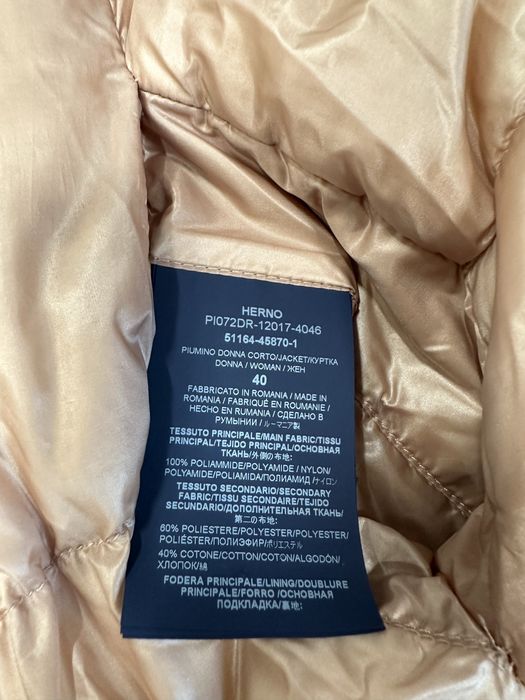 HERNO
PI072DR-12017-4046
51164-45870-1
PIUMINO DONNA CORTO/JACKET/КУРТКА
DONNA / WOMAN / ЖЕН
40
FABBRICATO IN ROMANIA / MADE IN
ROMANIA / FABRIQUÉ EN ROUMANIE /
HECHO EN RUMANIA / СДЕЛАНО В
РУМЫНИИ / ルーマニア製
TESSUTO PRINCIPALE/MAIN FABRIC/TISSU
PRINCIPAL/TEJIDO PRINCIPAL/ОСНОВНАЯ
ТКАНЬ/外側の布地:
100% POLIAMMIDE/POLYAMIDE / NYLON/
POLYAMIDE/POLIAMIDA/ПОЛИАМИД /ナイロン
TESSUTO SECONDARIO/SECONDARY
FABRIC/TISSU SECONDAIRE/TEJIDO
SECUNDARIO/ДОПОЛНИТЕЛЬНАЯ ТКАНЬ/
第二の布地:
60% POLIESTERE/POLYESTER/POLYESTER/
POLIÉSTER/ПОЛИЭФИР/ポリエステル
40% COTONE/COTTON/COTON/ALGODÓN/
ХЛОПОК/綿
FODERA PRINCIPALE/LINING/DOUBLURE
PRINCIPALE/FORRO /ОСНОВНАЯ
ПОДКЛАДКА/裏地: